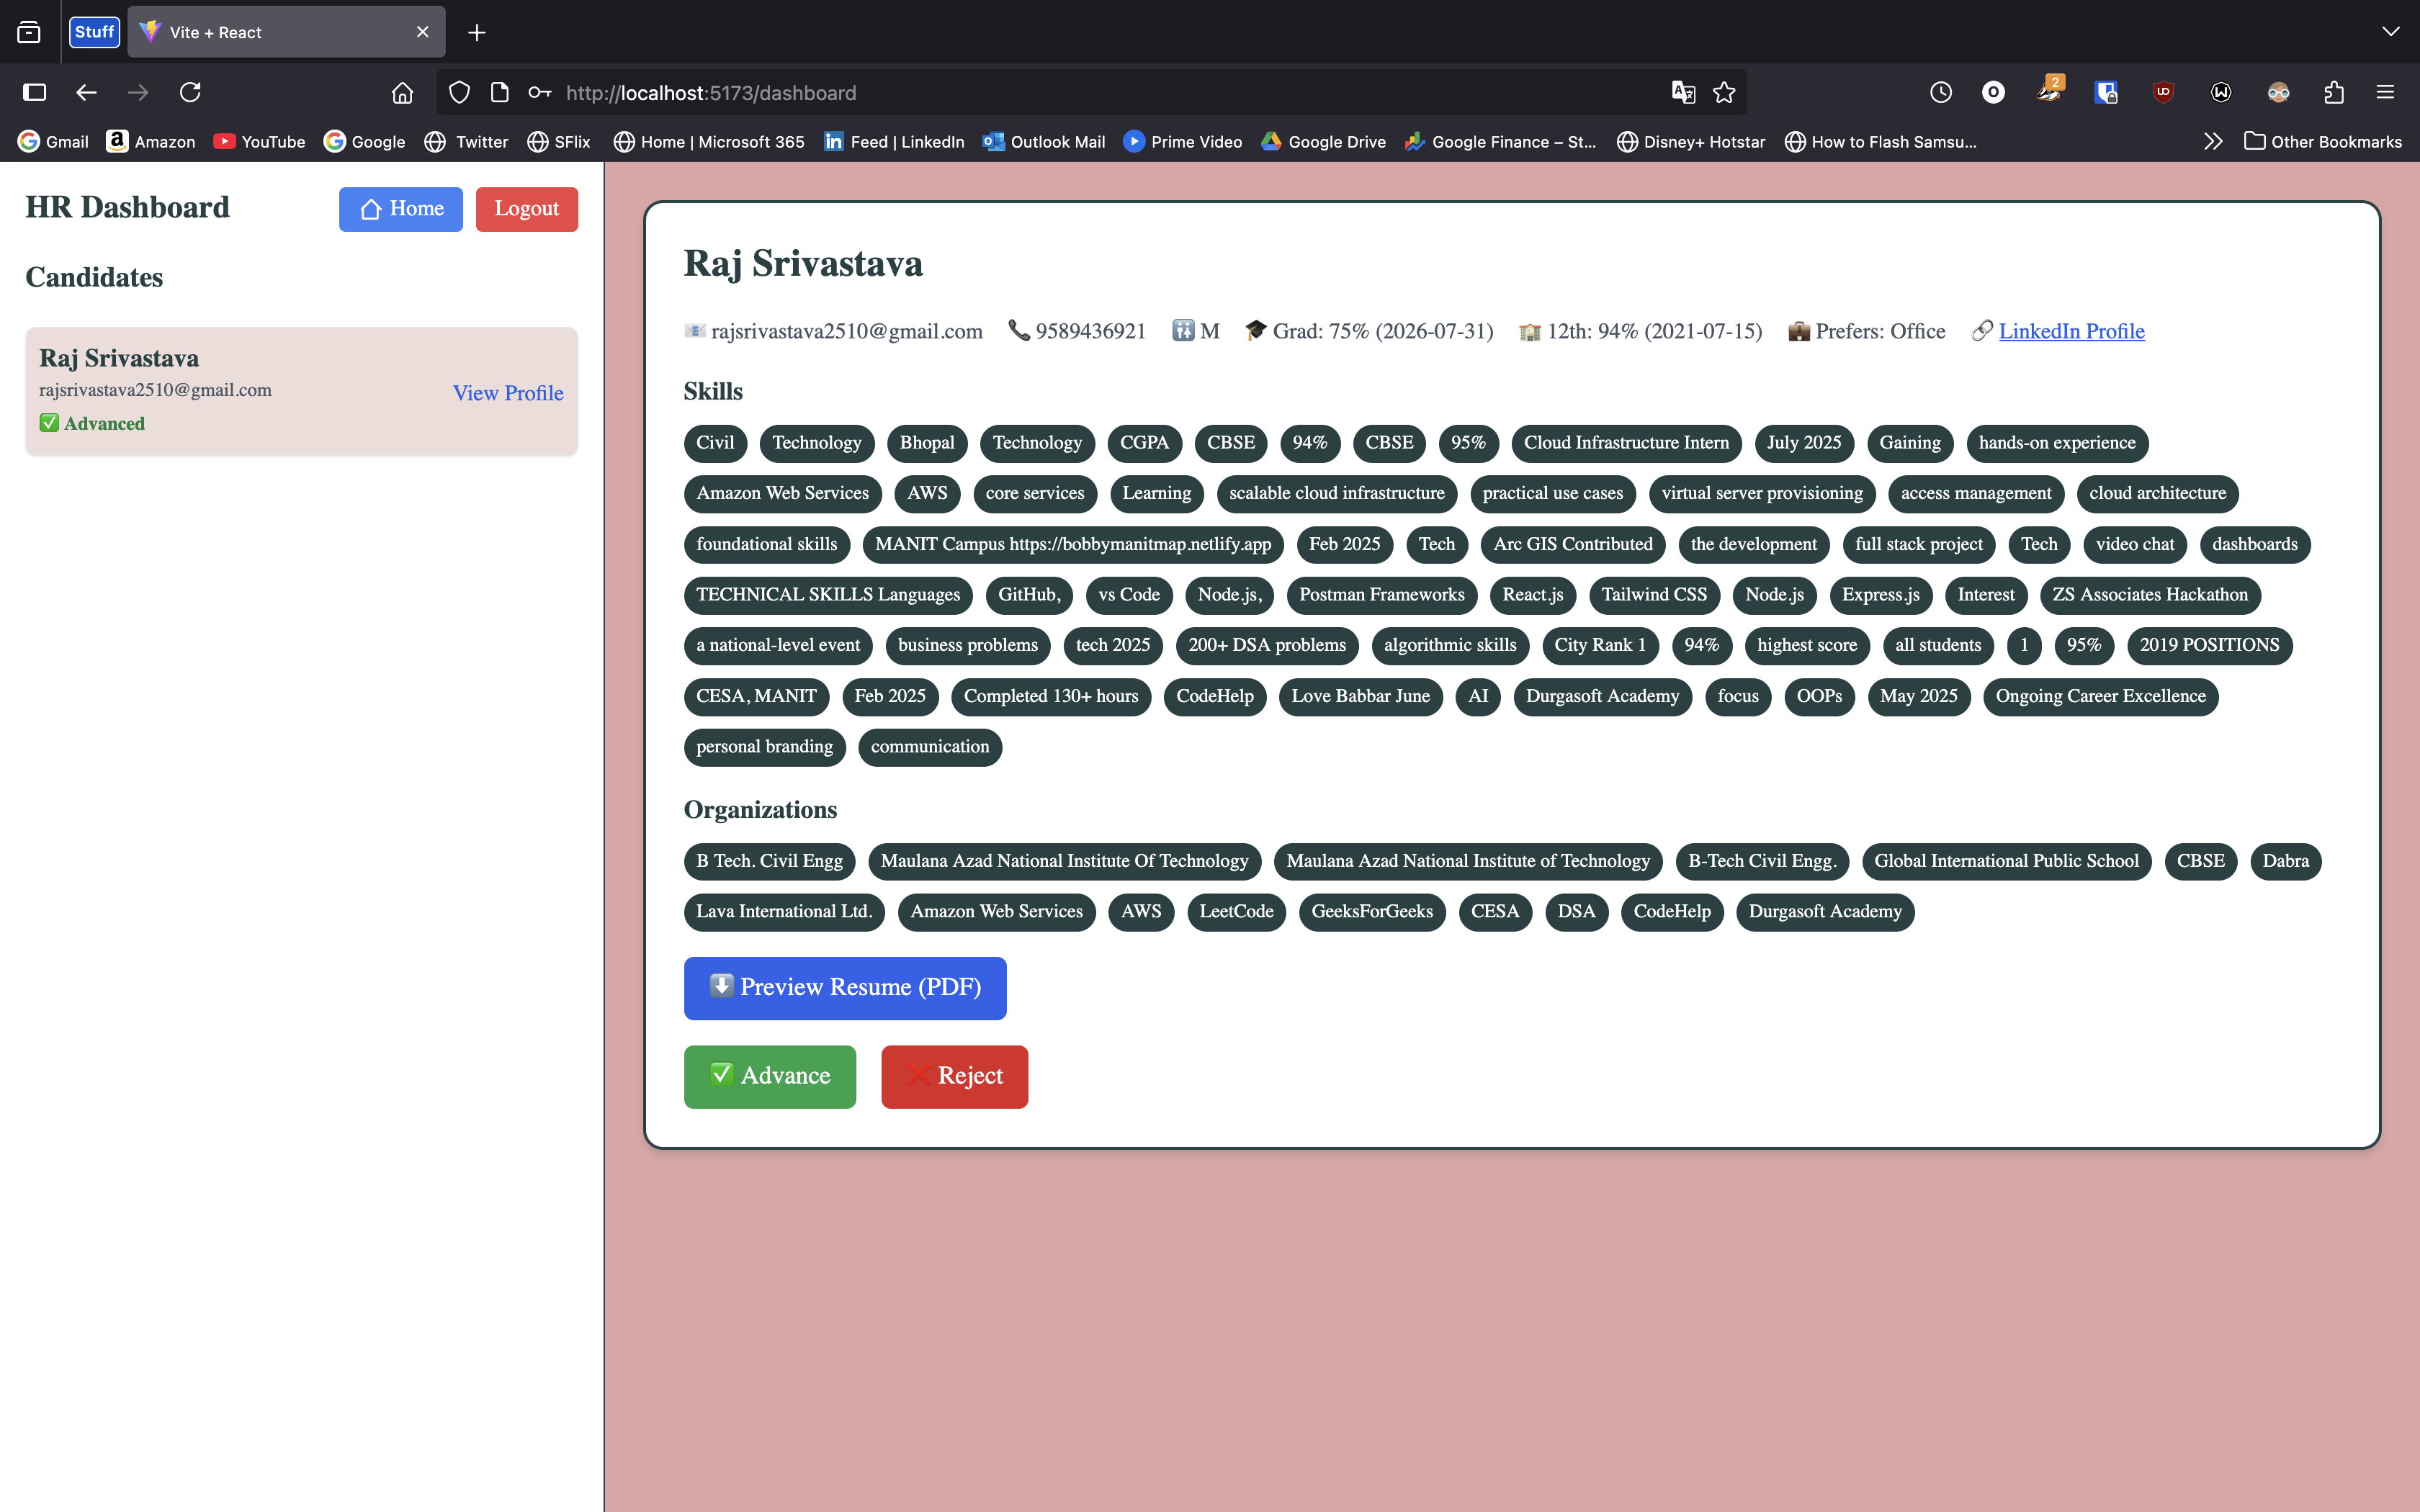 Stuff
Vite + React
http://localhost:5173/dashboard
2
Gmail
Amazon
YouTube
Google
Twitter
SFlix
Home | Microsoft 365
Feed | LinkedIn
Outlook Mail
Prime Video
Google Drive
Google Finance – St...
Disney+ Hotstar
How to Flash Samsu...
Other Bookmarks
HR Dashboard
Home
Logout
Candidates
Raj Srivastava
rajsrivastava2510@gmail.com
✅ Advanced
View Profile
Raj Srivastava
📧 rajsrivastava2510@gmail.com 📞 9589436921 🚻 M 🎓 Grad: 75% (2026-07-31) 🏫 12th: 94% (2021-07-15) 💼 Prefers: Office 🔗 LinkedIn Profile
Skills
Civil Technology Bhopal Technology CGPA CBSE 94% CBSE 95% Cloud Infrastructure Intern July 2025 Gaining hands-on experience
Amazon Web Services AWS core services Learning scalable cloud infrastructure practical use cases virtual server provisioning access management cloud architecture
foundational skills MANIT Campus https://bobbymanitmap.netlify.app Feb 2025 Tech Arc GIS Contributed the development full stack project Tech video chat dashboards
TECHNICAL SKILLS Languages GitHub, vs Code Node.js, Postman Frameworks React.js Tailwind CSS Node.js Express.js Interest ZS Associates Hackathon
a national-level event business problems tech 2025 200+ DSA problems algorithmic skills City Rank 1 94% highest score all students 1 95% 2019 POSITIONS
CESA, MANIT Feb 2025 Completed 130+ hours CodeHelp Love Babbar June AI Durgasoft Academy focus OOPs May 2025 Ongoing Career Excellence
personal branding communication
Organizations
B Tech. Civil Engg Maulana Azad National Institute Of Technology Maulana Azad National Institute of Technology B-Tech Civil Engg. Global International Public School CBSE Dabra
Lava International Ltd. Amazon Web Services AWS LeetCode GeeksForGeeks CESA DSA CodeHelp Durgasoft Academy
⬇️ Preview Resume (PDF)
✅ Advance
❌ Reject